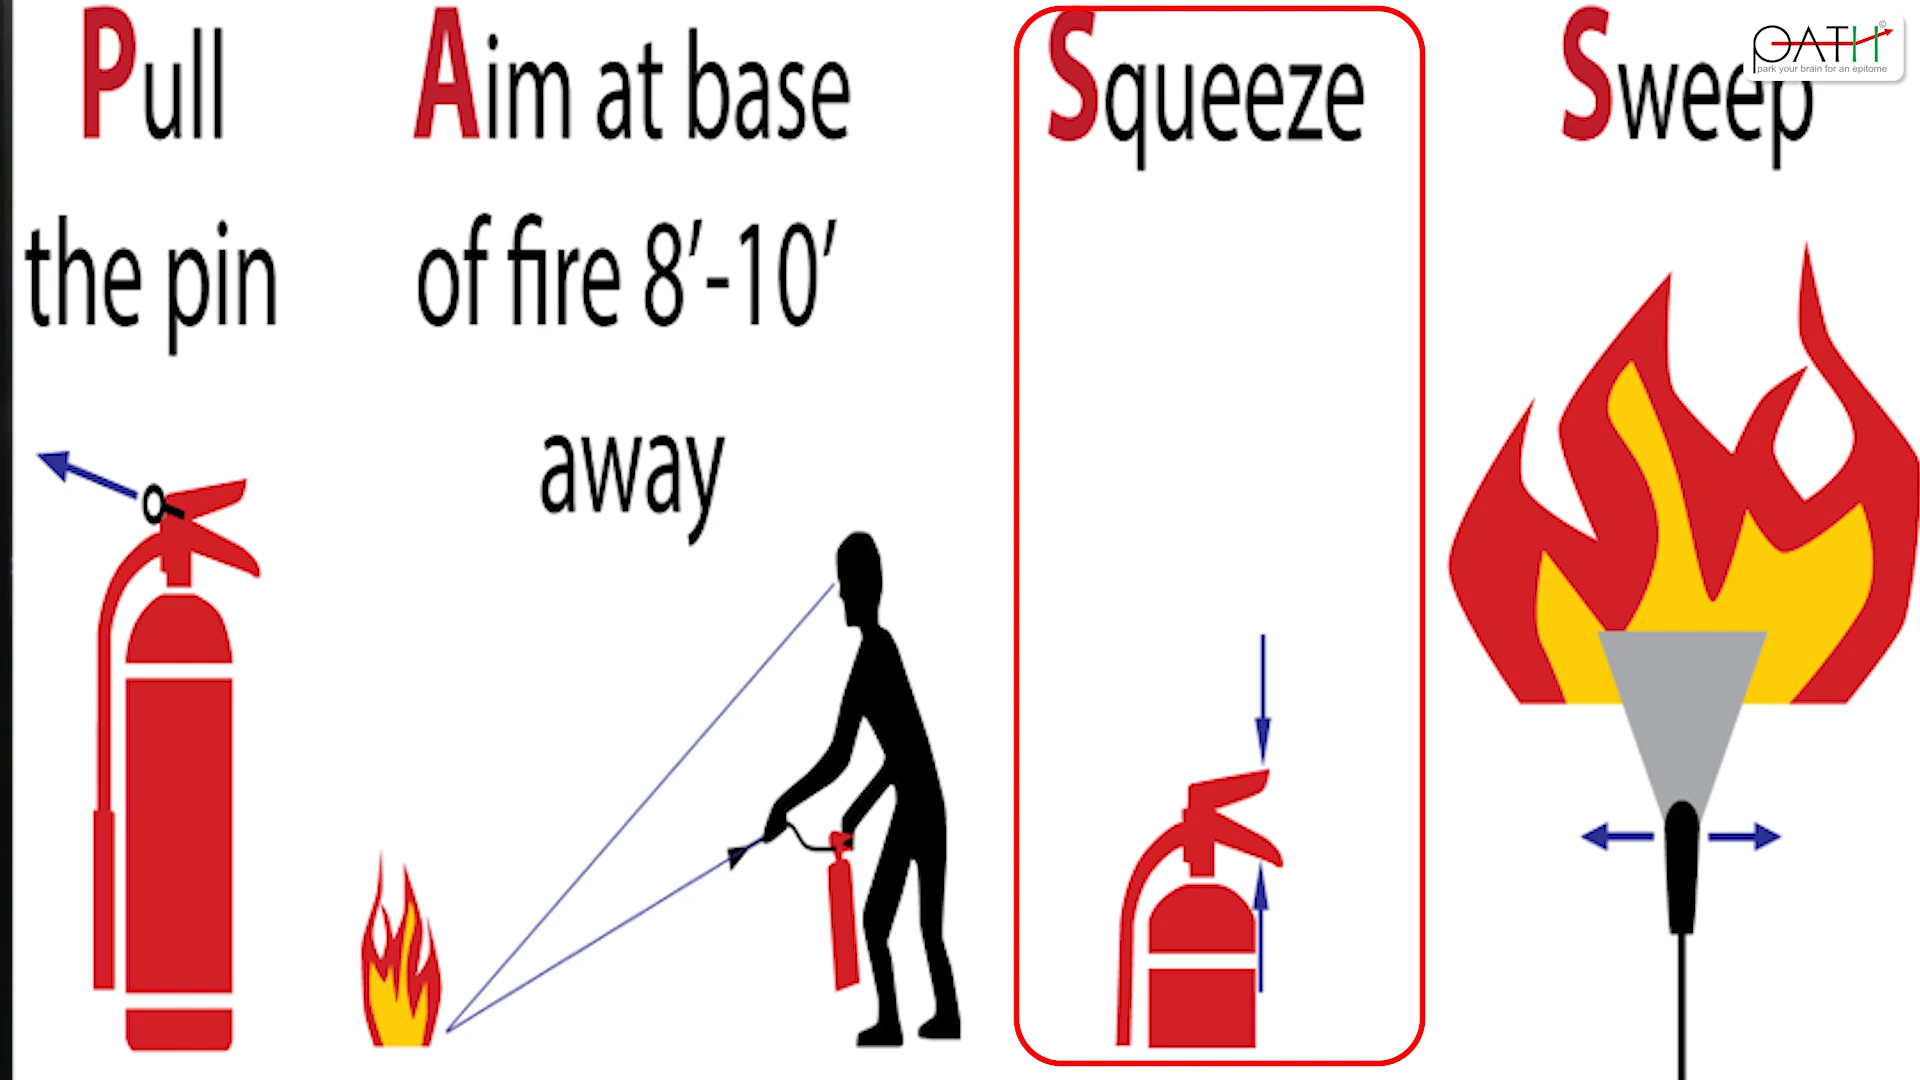 Pull
the pin
Aim at base
of fire 8’-10’
away
Squeeze
Sweep
PATH©
park your brain for an epitome